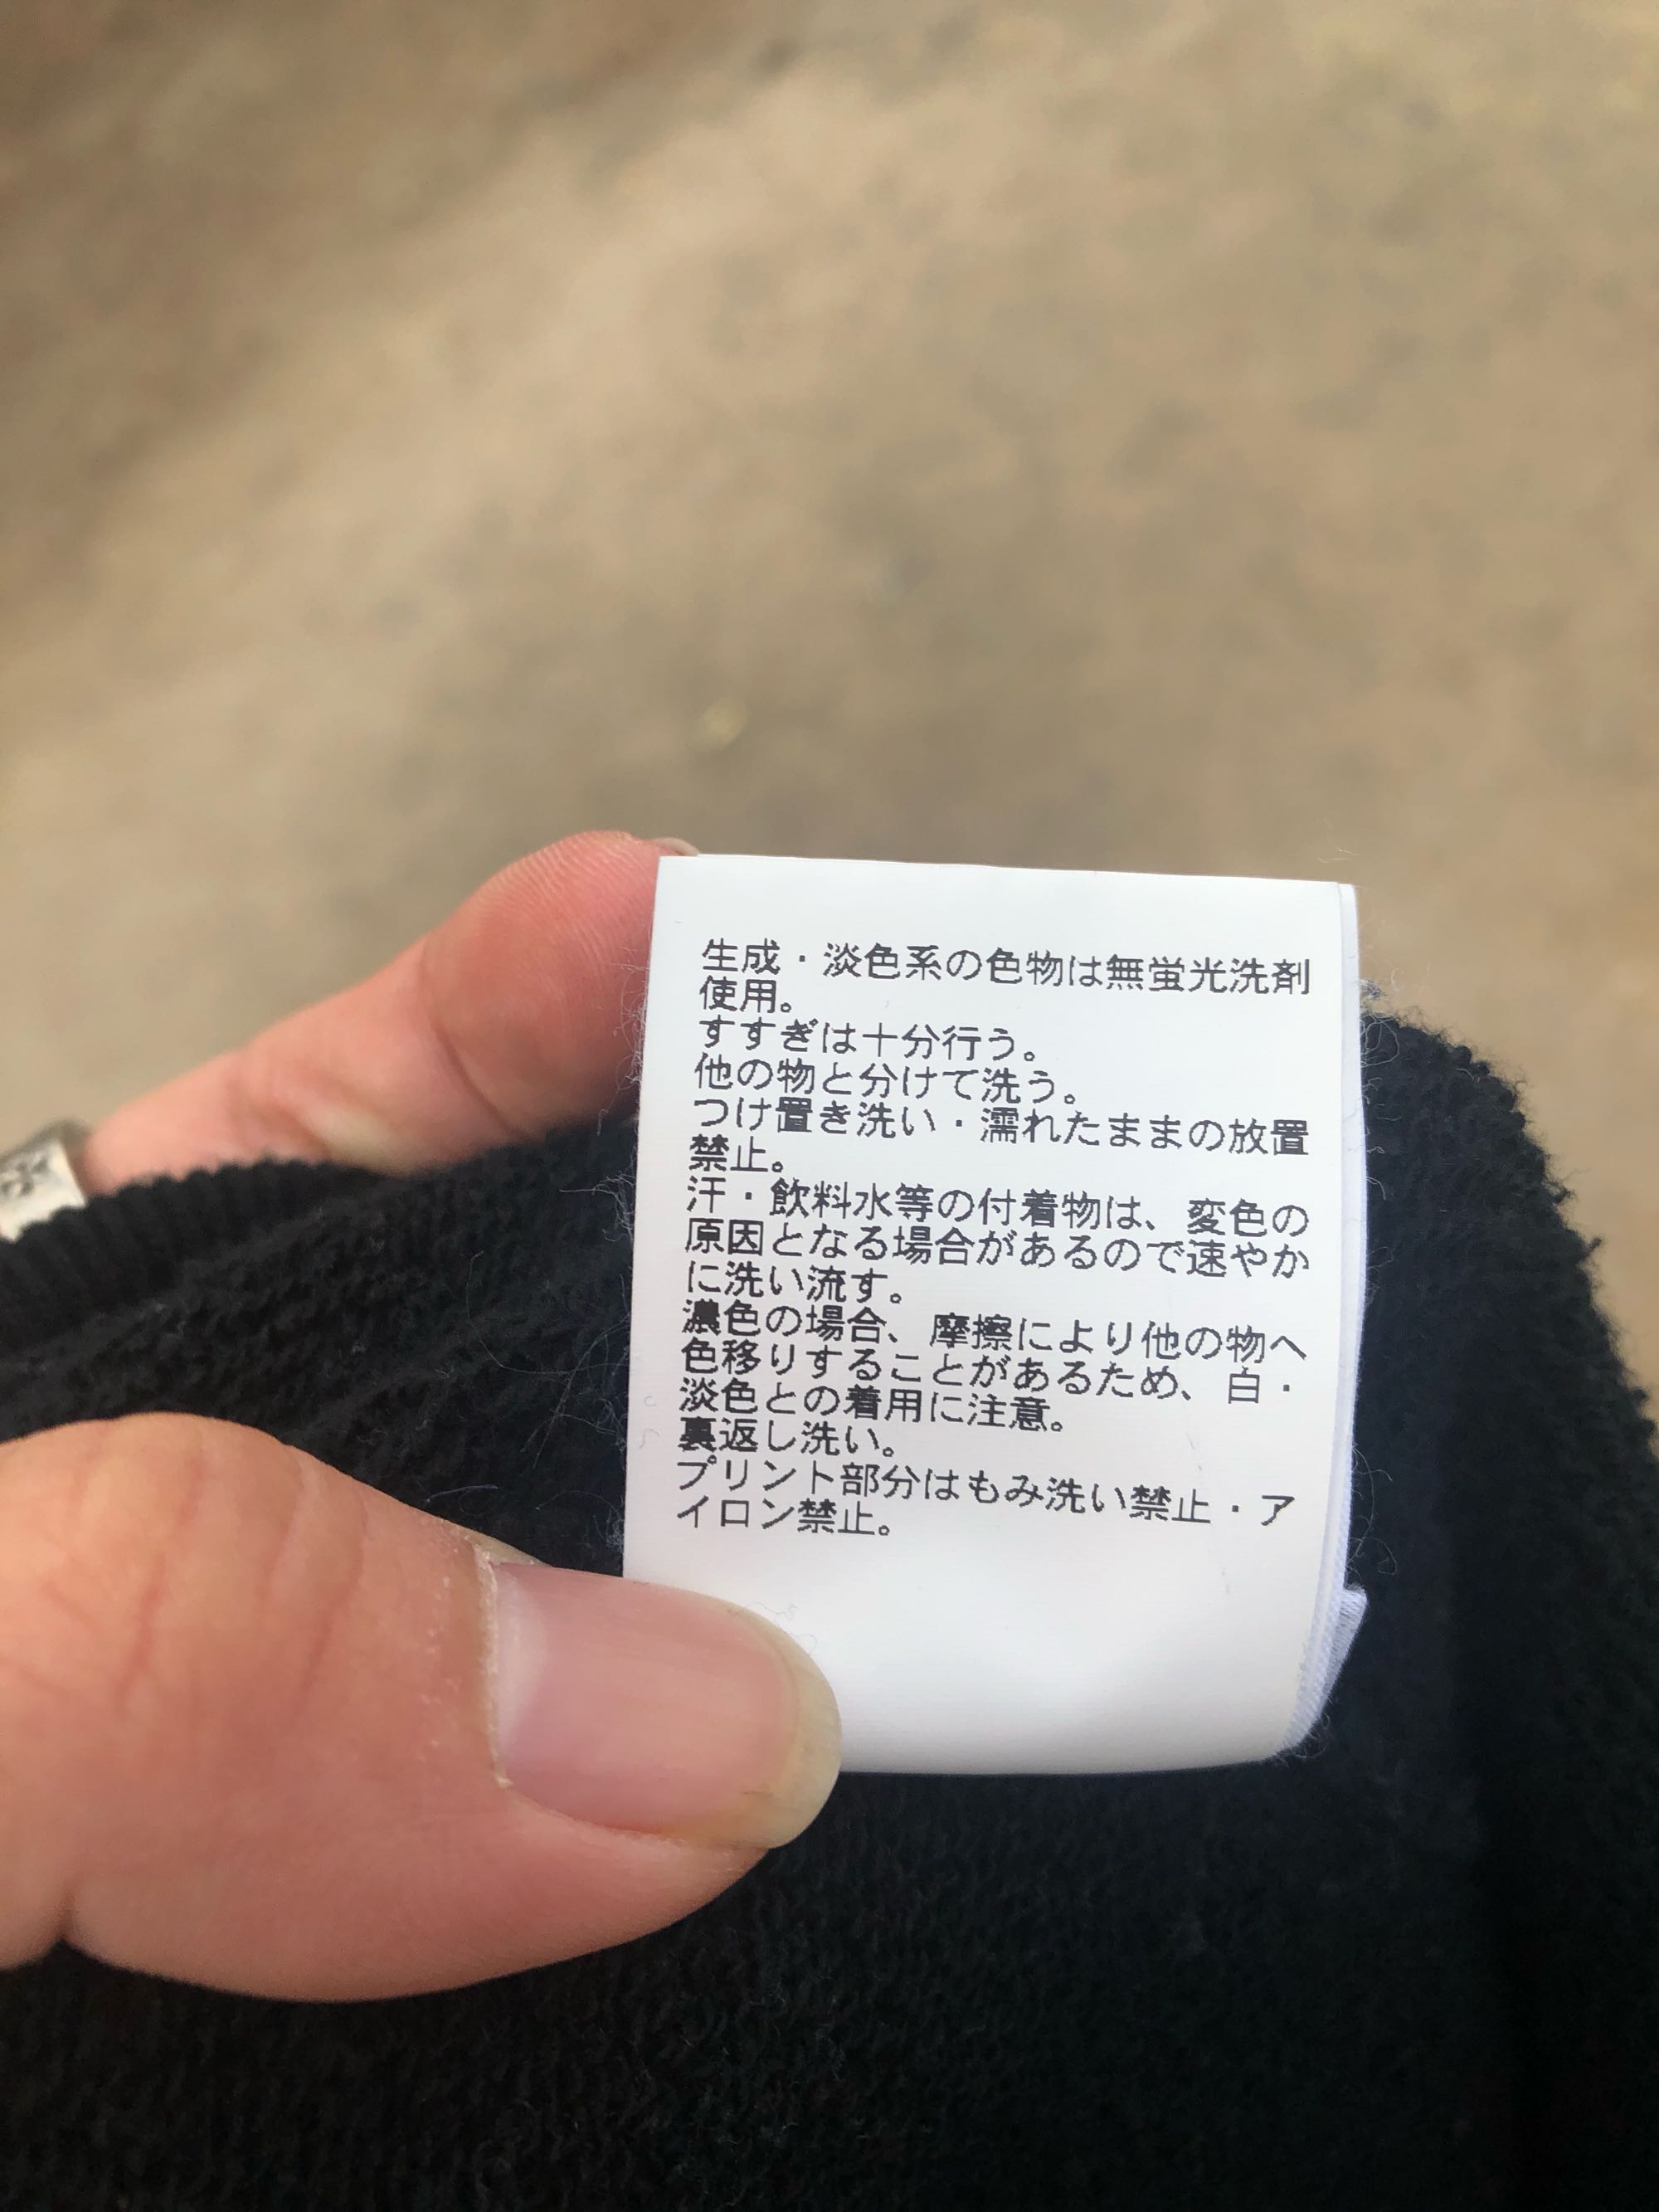 生成・淡色系の色物は無蛍光洗剤
使用。
すすぎは十分行う。
他の物と分けて洗う。
つけ置き洗い・濡れたままの放置
禁止。
汗・飲料水等の付着物は、変色の
原因となる場合があるので速やか
に洗い流す。
濃色の場合、摩擦により他の物へ
色移りすることがあるため、白・
淡色との着用に注意。
裏返し洗い。
プリント部分はもみ洗い禁止・ア
イロン禁止。